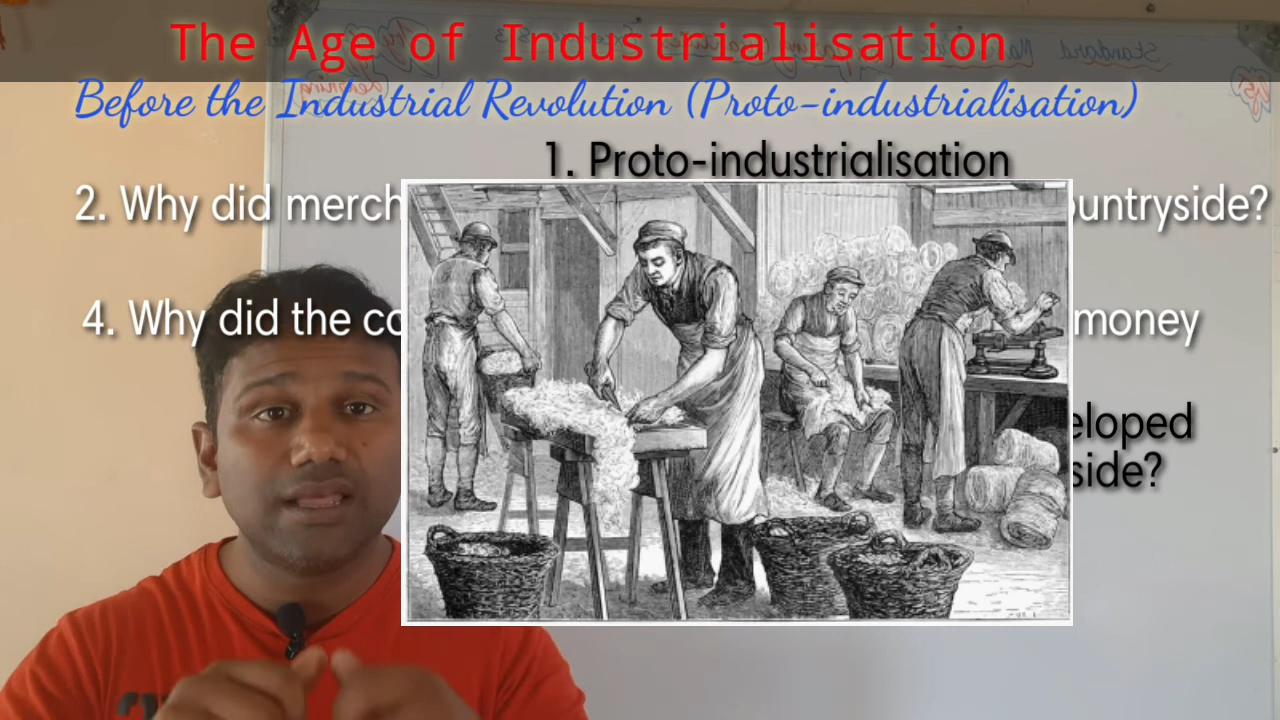 The Age of Industrialisation
Before the Industrial Revolution (Proto-industrialisation)
1. Proto-industrialisation
2. Why did merch ountryside?
4. Why did the co money
eloped
side?
Standard